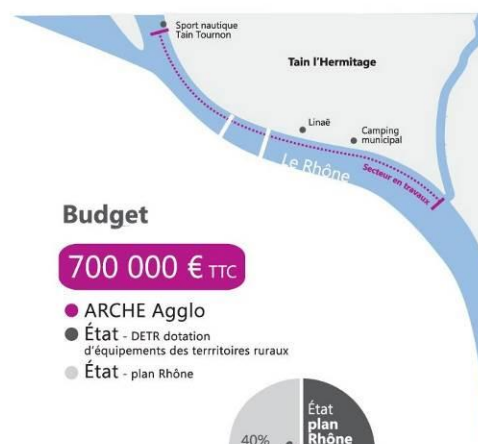 Sport nautique
Tain Tournon
Tain l'Hermitage
Linaë
Camping
municipal
Le Rhône
Secteur en travaux
Budget
700 000 € TTC
ARCHE Agglo
État - DETR dotation
d'équipements des terrritoires ruraux
État - plan Rhône
État
plan
Rhône
40%